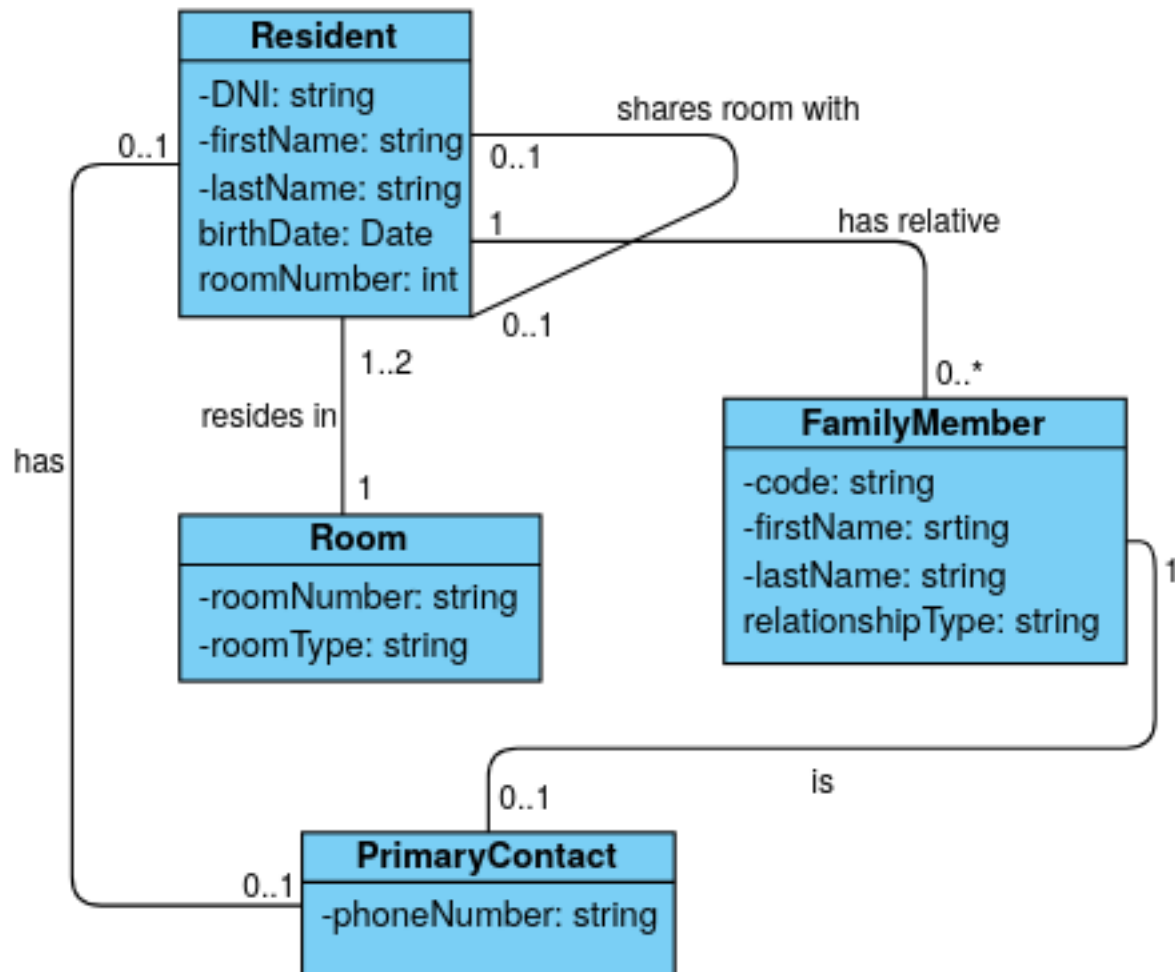 Resident
-DNI: string
-firstName: string
-lastName: string
birthDate: Date
roomNumber: int
0..1
shares room with
0..1
1
has relative
0..1
1..2
resides in
1
has
0..*
FamilyMember
-code: string
-firstName: srting
-lastName: string
relationshipType: string
1
Room
-roomNumber: string
-roomType: string
is
0..1
0..1
PrimaryContact
-phoneNumber: string